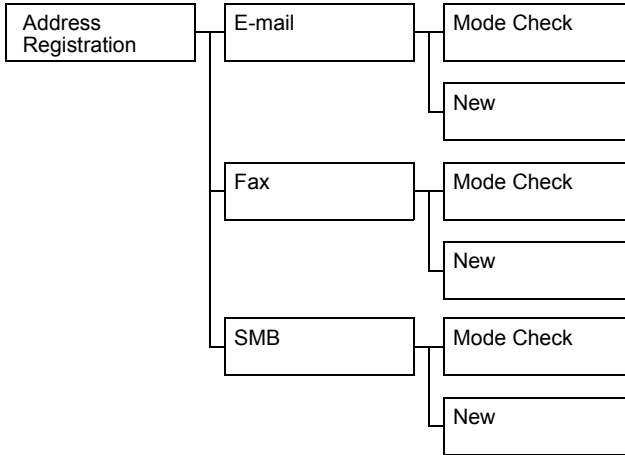 Address
Registration
E-mail
Mode Check
New
Fax
Mode Check
New
SMB
Mode Check
New